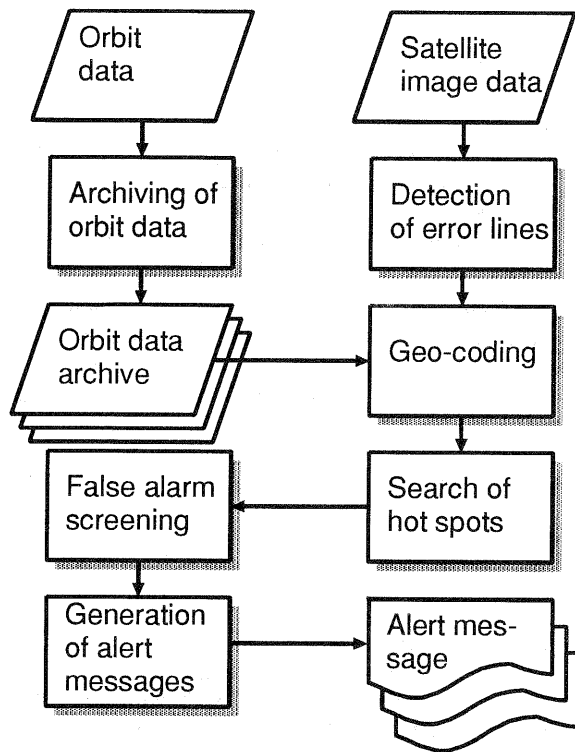 Orbit
data
Satellite
image data
Archiving of
orbit data
Detection
of error lines
Orbit data
archive
Geo-coding
False alarm
screening
Search of
hot spots
Generation
of alert
messages
Alert mes-
sage